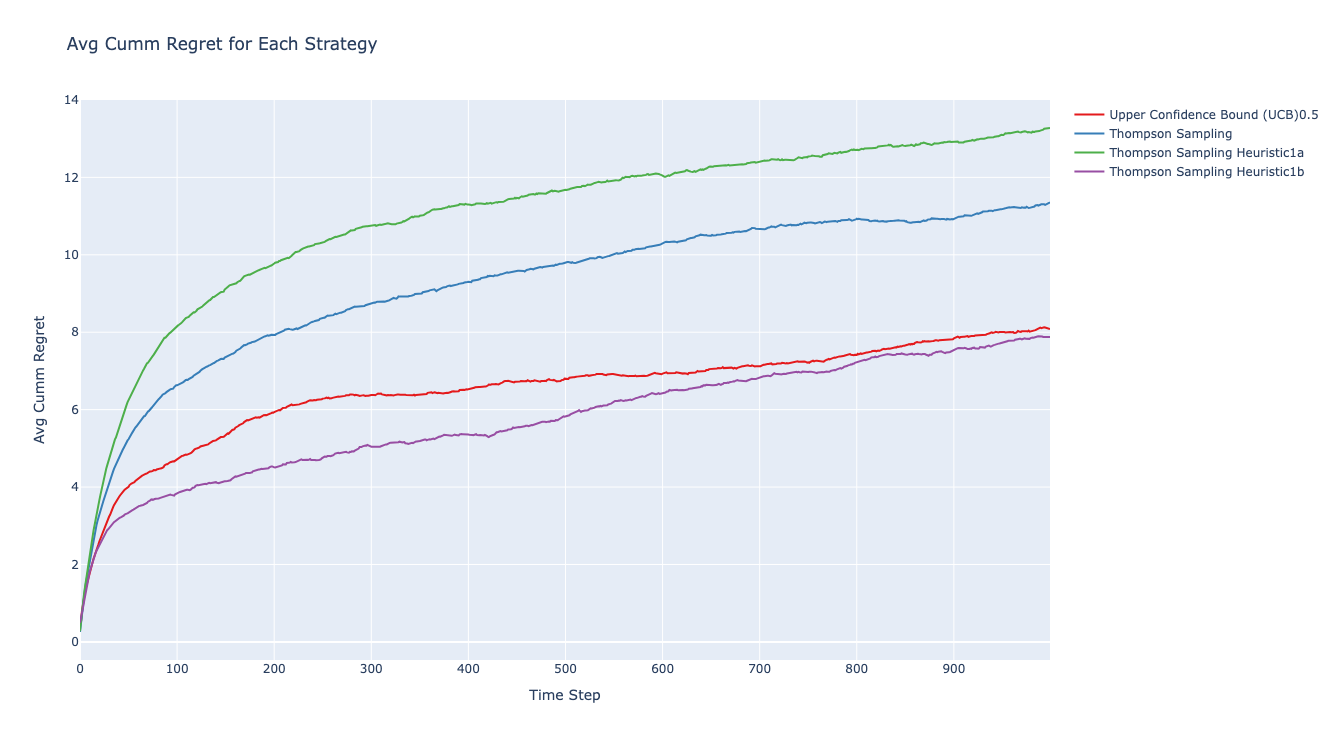 Avg Cumm Regret for Each Strategy
14
12
10
8
6
4
2
0
Avg Cumm Regret
0 100 200 300 400 500 600 700 800 900
Time Step
Upper Confidence Bound (UCB)0.5
Thompson Sampling
Thompson Sampling Heuristic1a
Thompson Sampling Heuristic1b